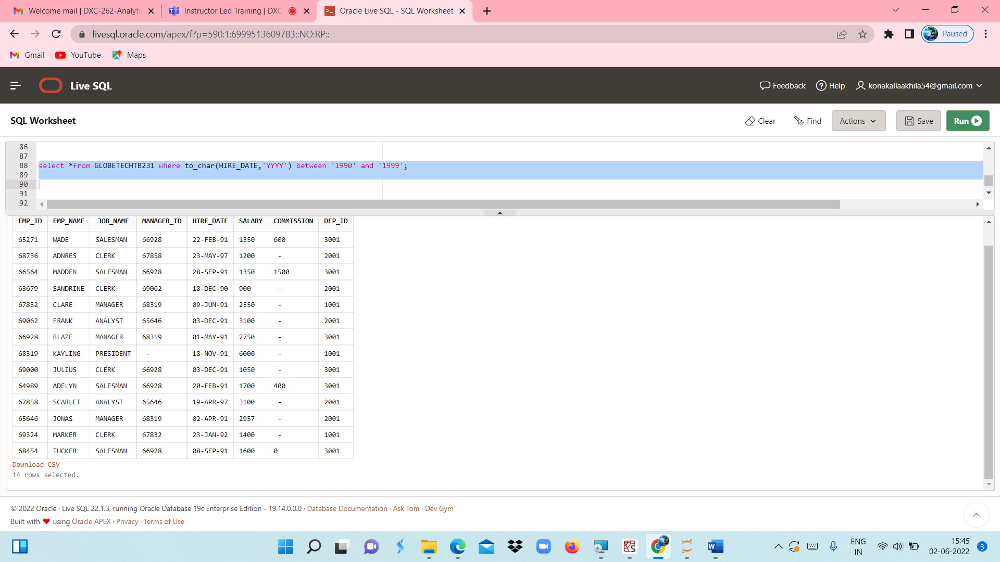 Welcome mail | DXC-262-Analytic
Instructor Led Training | DXC
Oracle Live SQL - SQL Worksheet
livesql.oracle.com/apex/f?p=590:1:6999513609783::NO:RP::
Paused
Gmail YouTube Maps
Live SQL
Feedback Help konakallaakhila54@gmail.com
SQL Worksheet
Clear Find Actions Save Run
86
87
88 select *from GLOBETECHTB231 where to_char(HIRE_DATE,'YYYY') between '1990' and '1999';
89
90
91
92
EMP_ID EMP_NAME JOB_NAME MANAGER_ID HIRE_DATE SALARY COMMISSION DEP_ID
65271 WADE SALESMAN 66928 22-FEB-91 1350 600 3001
68736 ADNRES CLERK 67858 23-MAY-97 1200 - 2001
66564 MADDEN SALESMAN 66928 28-SEP-91 1350 1500 3001
63679 SANDRINE CLERK 69062 18-DEC-90 900 - 2001
67832 CLARE MANAGER 68319 09-JUN-91 2550 - 1001
69062 FRANK ANALYST 65646 03-DEC-91 3100 - 2001
66928 BLAZE MANAGER 68319 01-MAY-91 2750 - 3001
68319 KAYLING PRESIDENT - 18-NOV-91 6000 - 1001
69000 JULIUS CLERK 66928 03-DEC-91 1050 - 3001
64989 ADELYN SALESMAN 66928 20-FEB-91 1700 400 3001
67858 SCARLET ANALYST 65646 19-APR-97 3100 - 2001
65646 JONAS MANAGER 68319 02-APR-91 2957 - 2001
69324 MARKER CLERK 67832 23-JAN-92 1400 - 1001
68454 TUCKER SALESMAN 66928 08-SEP-91 1600 0 3001
Download CSV
14 rows selected.
© 2022 Oracle · Live SQL 22.1.3, running Oracle Database 19c Enterprise Edition - 19.14.0.0.0 · Database Documentation · Ask Tom · Dev Gym
Built with ❤ using Oracle APEX · Privacy · Terms of Use
ENG
IN
15:45
02-06-2022
3